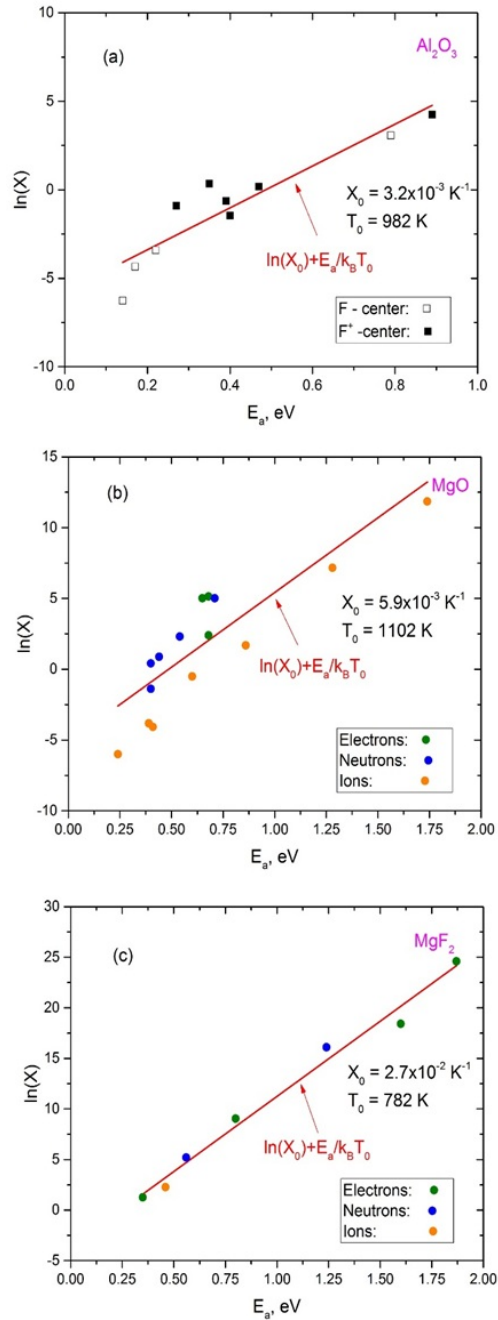 (a)
Al₂O₃
10
5
0
-5
-10
ln(X)
X₀ = 3.2x10⁻³ K⁻¹
T₀ = 982 K
ln(X₀)+Eₐ/k_BT₀
F - center:
F⁺ -center:
0.0 0.2 0.4 0.6 0.8 1.0
Eₐ, eV
(b)
MgO
15
10
5
0
-5
-10
ln(X)
X₀ = 5.9x10⁻³ K⁻¹
T₀ = 1102 K
ln(X₀)+Eₐ/k_BT₀
Electrons:
Neutrons:
Ions:
0.00 0.25 0.50 0.75 1.00 1.25 1.50 1.75 2.00
Eₐ, eV
(c)
MgF₂
30
25
20
15
10
5
0
-5
ln(X)
X₀ = 2.7x10⁻² K⁻¹
T₀ = 782 K
ln(X₀)+Eₐ/k_BT₀
Electrons:
Neutrons:
Ions:
0.00 0.25 0.50 0.75 1.00 1.25 1.50 1.75 2.00
Eₐ, eV